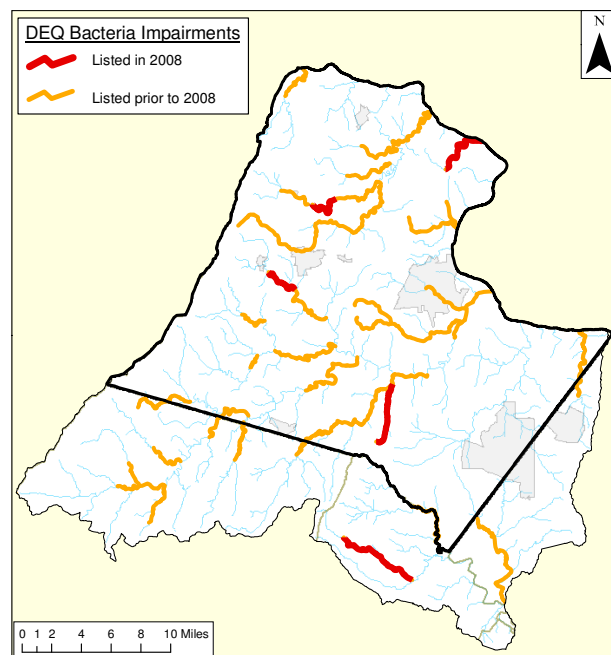 DEQ Bacteria Impairments
Listed in 2008
Listed prior to 2008
N
0 1 2 4 6 8 10 Miles